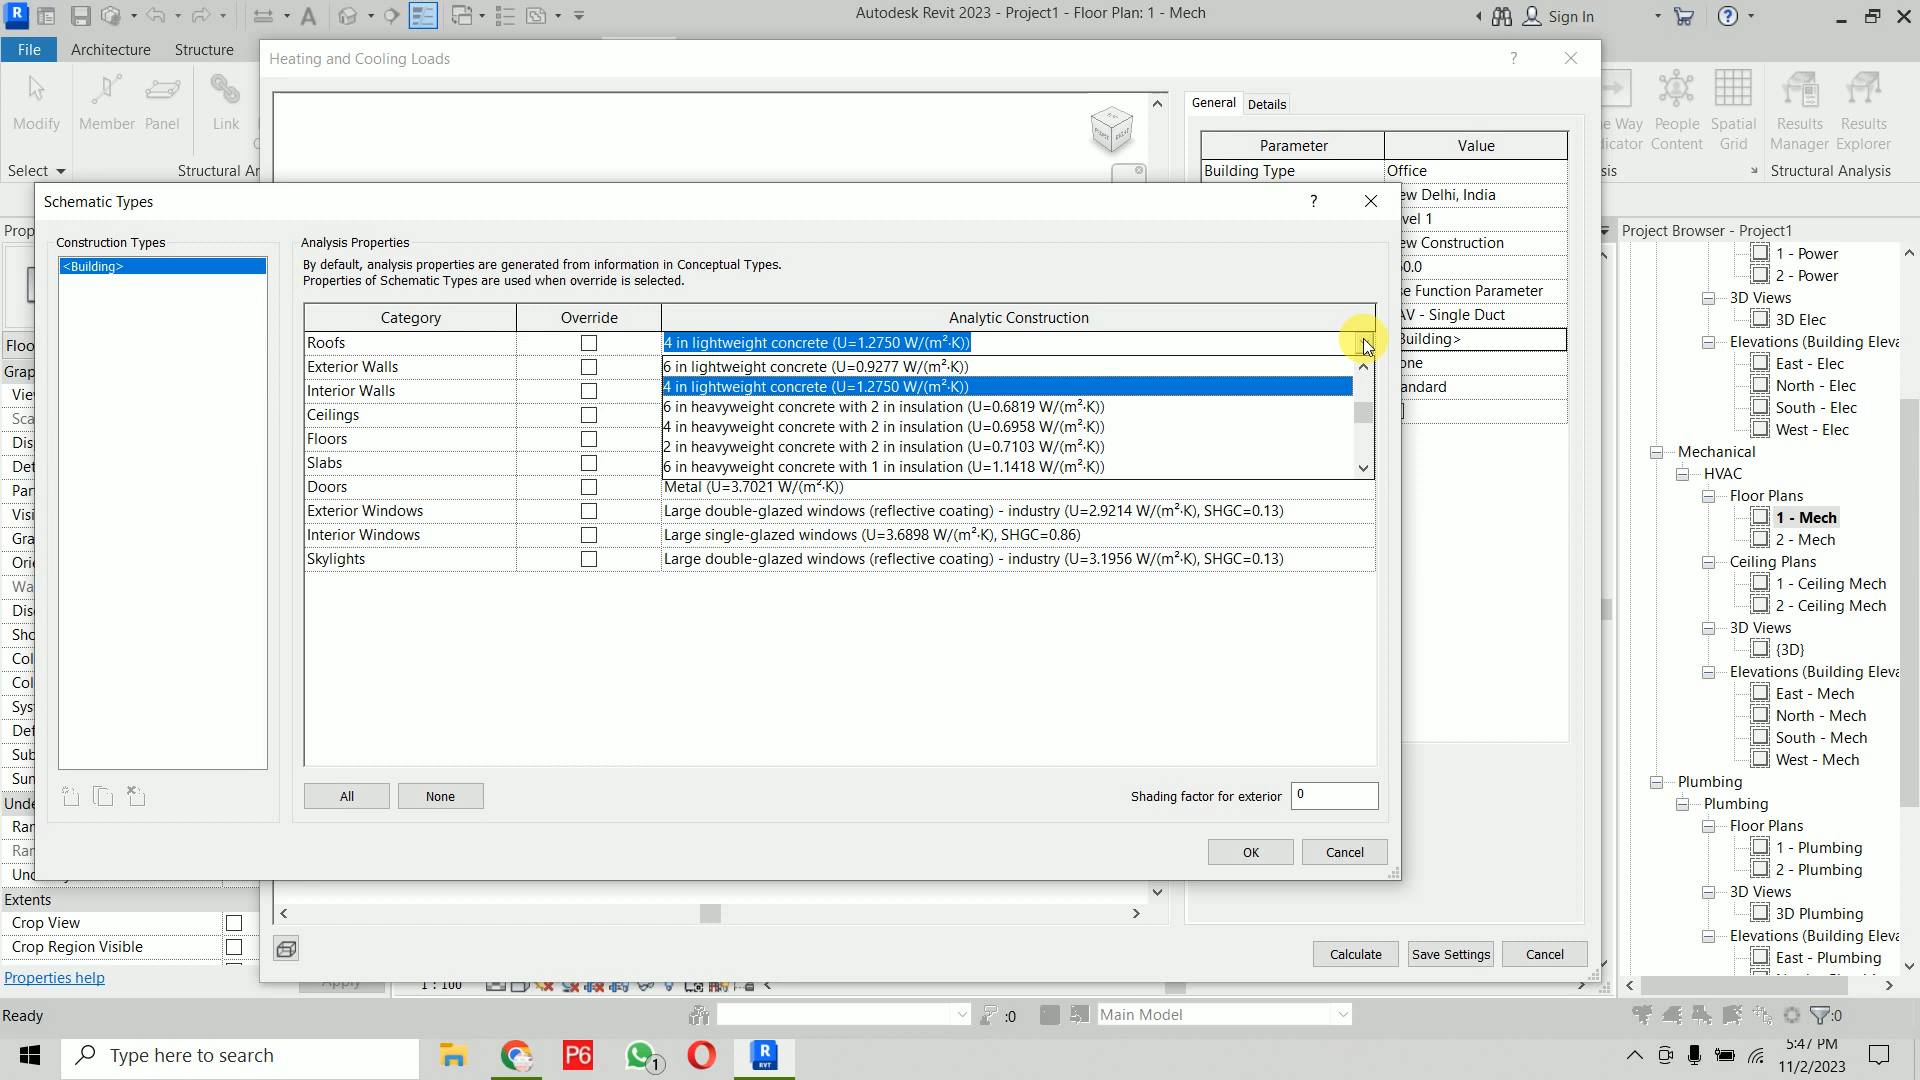 Autodesk Revit 2023 - Project1 - Floor Plan: 1 - Mech
Sign In
File
Architecture
Structure
Modify
Member
Panel
Link
People
Content
Spatial
Grid
Results
Manager
Results
Explorer
Select
Structural Analysis
Heating and Cooling Loads
General
Details
Parameter
Value
Building Type
Office
ew Delhi, India
vel 1
ew Construction
e Function Parameter
AV - Single Duct
Building>
one
andard
Schematic Types
Construction Types
<Building>
Analysis Properties
By default, analysis properties are generated from information in Conceptual Types.
Properties of Schematic Types are used when override is selected.
Category
Override
Analytic Construction
Roofs
4 in lightweight concrete (U=1.2750 W/(m²·K))
Exterior Walls
6 in lightweight concrete (U=0.9277 W/(m²·K))
4 in lightweight concrete (U=1.2750 W/(m²·K))
Interior Walls
6 in heavyweight concrete with 2 in insulation (U=0.6819 W/(m²·K))
Ceilings
4 in heavyweight concrete with 2 in insulation (U=0.6958 W/(m²·K))
Floors
2 in heavyweight concrete with 2 in insulation (U=0.7103 W/(m²·K))
Slabs
6 in heavyweight concrete with 1 in insulation (U=1.1418 W/(m²·K))
Doors
Metal (U=3.7021 W/(m²·K))
Exterior Windows
Large double-glazed windows (reflective coating) - industry (U=2.9214 W/(m²·K), SHGC=0.13)
Interior Windows
Large single-glazed windows (U=3.6898 W/(m²·K), SHGC=0.86)
Skylights
Large double-glazed windows (reflective coating) - industry (U=3.1956 W/(m²·K), SHGC=0.13)
All
None
Shading factor for exterior
0
OK
Cancel
Calculate
Save Settings
Cancel
Extents
Crop View
Crop Region Visible
Properties help
Apply
1 : 100
Project Browser - Project1
1 - Power
2 - Power
3D Views
3D Elec
Elevations (Building Eleva
East - Elec
North - Elec
South - Elec
West - Elec
Mechanical
HVAC
Floor Plans
1 - Mech
2 - Mech
Ceiling Plans
1 - Ceiling Mech
2 - Ceiling Mech
3D Views
{3D}
Elevations (Building Eleva
East - Mech
North - Mech
South - Mech
West - Mech
Plumbing
Plumbing
Floor Plans
1 - Plumbing
2 - Plumbing
3D Views
3D Plumbing
Elevations (Building Eleva
East - Plumbing
Ready
:0
Main Model
:0
Type here to search
P6
1
5:47 PM
11/2/2023